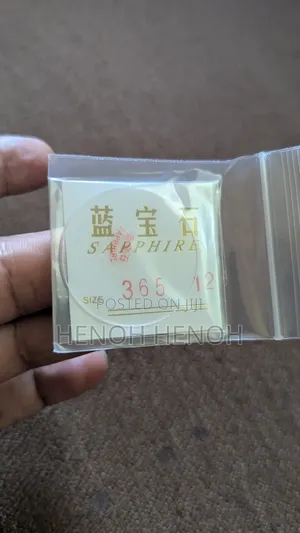 蓝宝石
SAPPHIRE
365 12
SIZE
POSTED ON JIJI
HENOH HENOH